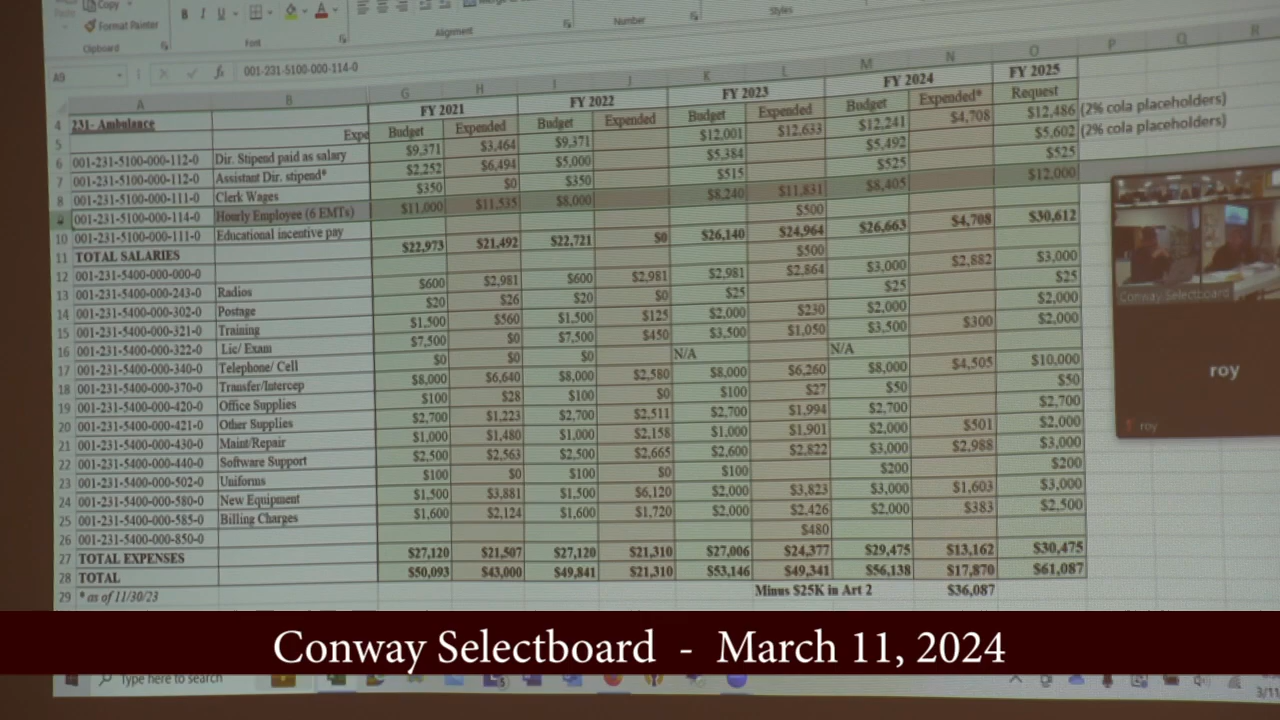 Copy
Format Painter
B I U
Clipboard Font Alignment Number Styles
A9 fx 001-231-5100-000-114-0
A B G H I J K L M N O P Q R
4 231- Ambulance FY 2021 FY 2022 FY 2023 FY 2024 FY 2025
5 Expe Budget Expended Budget Expended Budget Expended Budget Expended* Request
6 001-231-5100-000-112-0 Dir. Stipend paid as salary $9,371 $3,464 $9,371 $12,001 $12,633 $12,241 $4,708 $12,486 (2% cola placeholders)
7 001-231-5100-000-112-0 Assistant Dir. stipend* $2,252 $6,494 $5,000 $5,384 $5,492 $5,602 (2% cola placeholders)
8 001-231-5100-000-111-0 Clerk Wages $350 $0 $350 $515 $525 $525
9 001-231-5100-000-114-0 Hourly Employee (6 EMTs) $11,000 $11,535 $8,000 $8,240 $11,831 $8,405 $12,000
10 001-231-5100-000-111-0 Educational incentive pay $500
11 TOTAL SALARIES $22,973 $21,492 $22,721 $0 $26,140 $24,964 $26,663 $4,708 $30,612
12 001-231-5400-000-000-0 $500
13 001-231-5400-000-243-0 Radios $600 $2,981 $600 $2,981 $2,981 $2,864 $3,000 $2,882 $3,000
14 001-231-5400-000-302-0 Postage $20 $26 $20 $0 $25 $25 $25
15 001-231-5400-000-321-0 Training $1,500 $560 $1,500 $125 $2,000 $230 $2,000 $2,000
16 001-231-5400-000-322-0 Lic/ Exam $7,500 $0 $7,500 $450 $3,500 $1,050 $3,500 $300 $2,000
17 001-231-5400-000-340-0 Telephone/ Cell $0 $0 $0 N/A N/A
18 001-231-5400-000-370-0 Transfer/Intercep $8,000 $6,640 $8,000 $2,580 $8,000 $6,260 $8,000 $4,505 $10,000
19 001-231-5400-000-420-0 Office Supplies $100 $28 $100 $0 $100 $27 $50 $50
20 001-231-5400-000-421-0 Other Supplies $2,700 $1,223 $2,700 $2,511 $2,700 $1,994 $2,700 $2,700
21 001-231-5400-000-430-0 Maint/Repair $1,000 $1,480 $1,000 $2,158 $1,000 $1,901 $2,000 $501 $2,000
22 001-231-5400-000-440-0 Software Support $2,500 $2,563 $2,500 $2,665 $2,600 $2,822 $3,000 $2,988 $3,000
23 001-231-5400-000-502-0 Uniforms $100 $0 $100 $0 $100 $200 $200
24 001-231-5400-000-580-0 New Equipment $1,500 $3,881 $1,500 $6,120 $2,000 $3,823 $3,000 $1,603 $3,000
25 001-231-5400-000-585-0 Billing Charges $1,600 $2,124 $1,600 $1,720 $2,000 $2,426 $2,000 $383 $2,500
26 001-231-5400-000-850-0 $480
27 TOTAL EXPENSES $27,120 $21,507 $27,120 $21,310 $27,006 $24,377 $29,475 $13,162 $30,475
28 TOTAL $50,093 $43,000 $49,841 $21,310 $53,146 $49,341 $56,138 $17,870 $61,087
29 * as of 11/30/23 Minus $25K in Art 2 $36,087
Conway Selectboard
roy
roy
Conway Selectboard - March 11, 2024
Type here to search
3/11